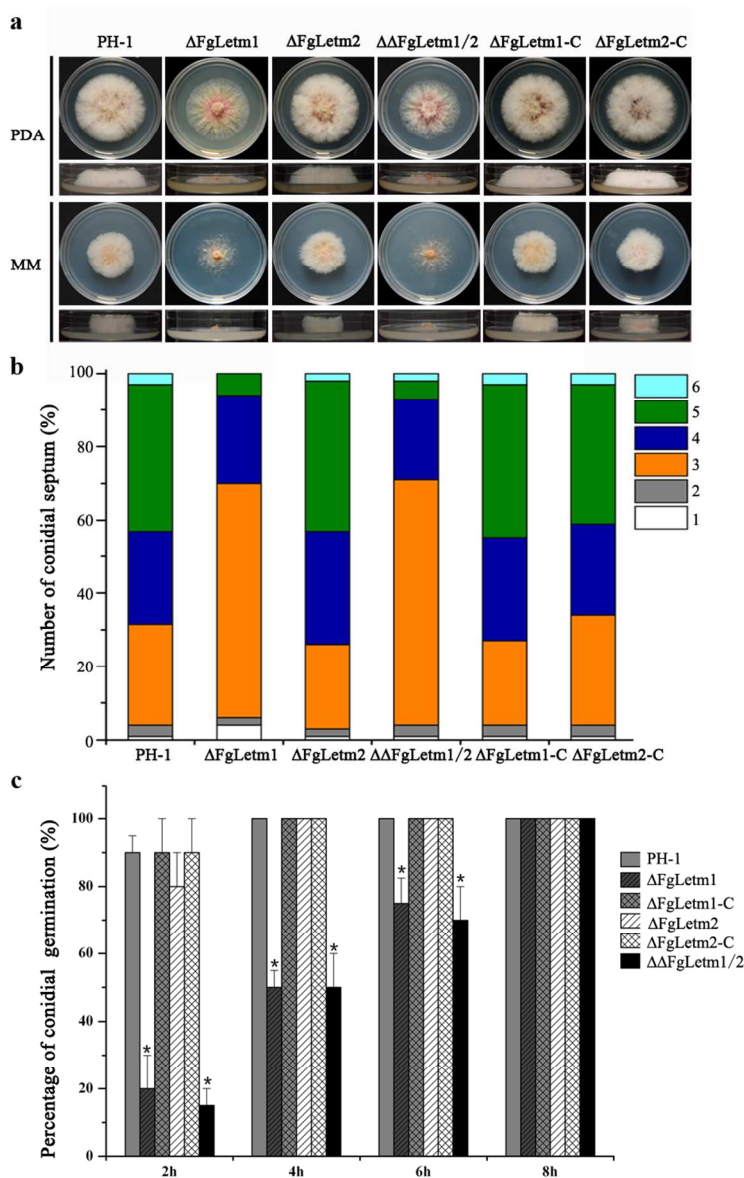 a
PH-1 ΔFgLetm1 ΔFgLetm2 ΔΔFgLetm1/2 ΔFgLetm1-C ΔFgLetm2-C
PDA
MM
b
Number of conidial septum (%)
100
80
60
40
20
0
6
5
4
3
2
1
PH-1 ΔFgLetm1 ΔFgLetm2 ΔΔFgLetm1/2 ΔFgLetm1-C ΔFgLetm2-C
c
Percentage of conidial germination (%)
100
80
60
40
20
0
* * * * * *
2h 4h 6h 8h
PH-1
ΔFgLetm1
ΔFgLetm1-C
ΔFgLetm2
ΔFgLetm2-C
ΔΔFgLetm1/2